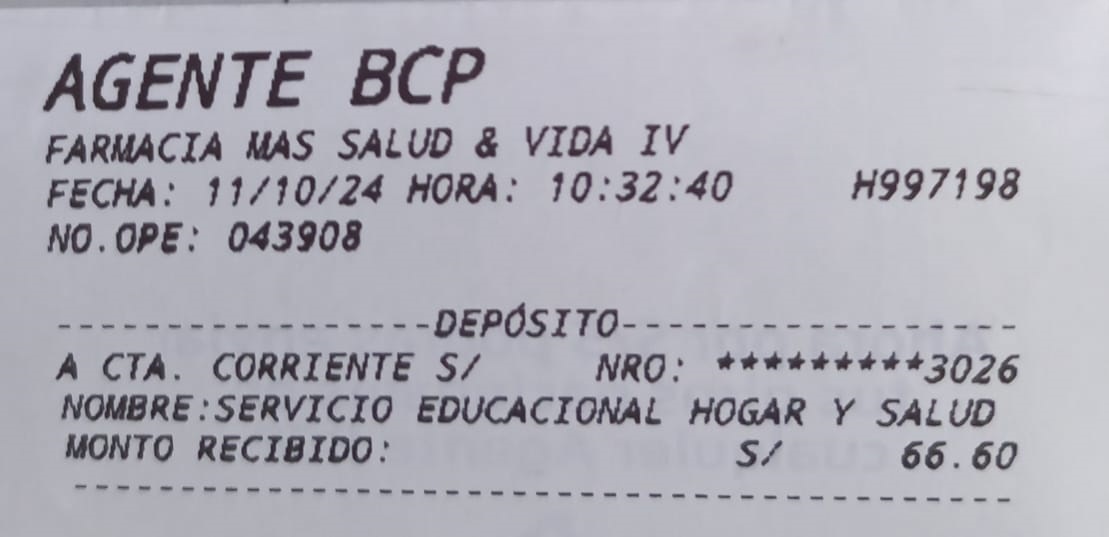 AGENTE BCP
FARMACIA MAS SALUD & VIDA IV
FECHA: 11/10/24 HORA: 10:32:40 H997198
NO.OPE: 043908
-----------------DEPÓSITO------------------
A CTA. CORRIENTE S/ NRO: *********3026
NOMBRE:SERVICIO EDUCACIONAL HOGAR Y SALUD
MONTO RECIBIDO: S/ 66.60
-------------------------------------------